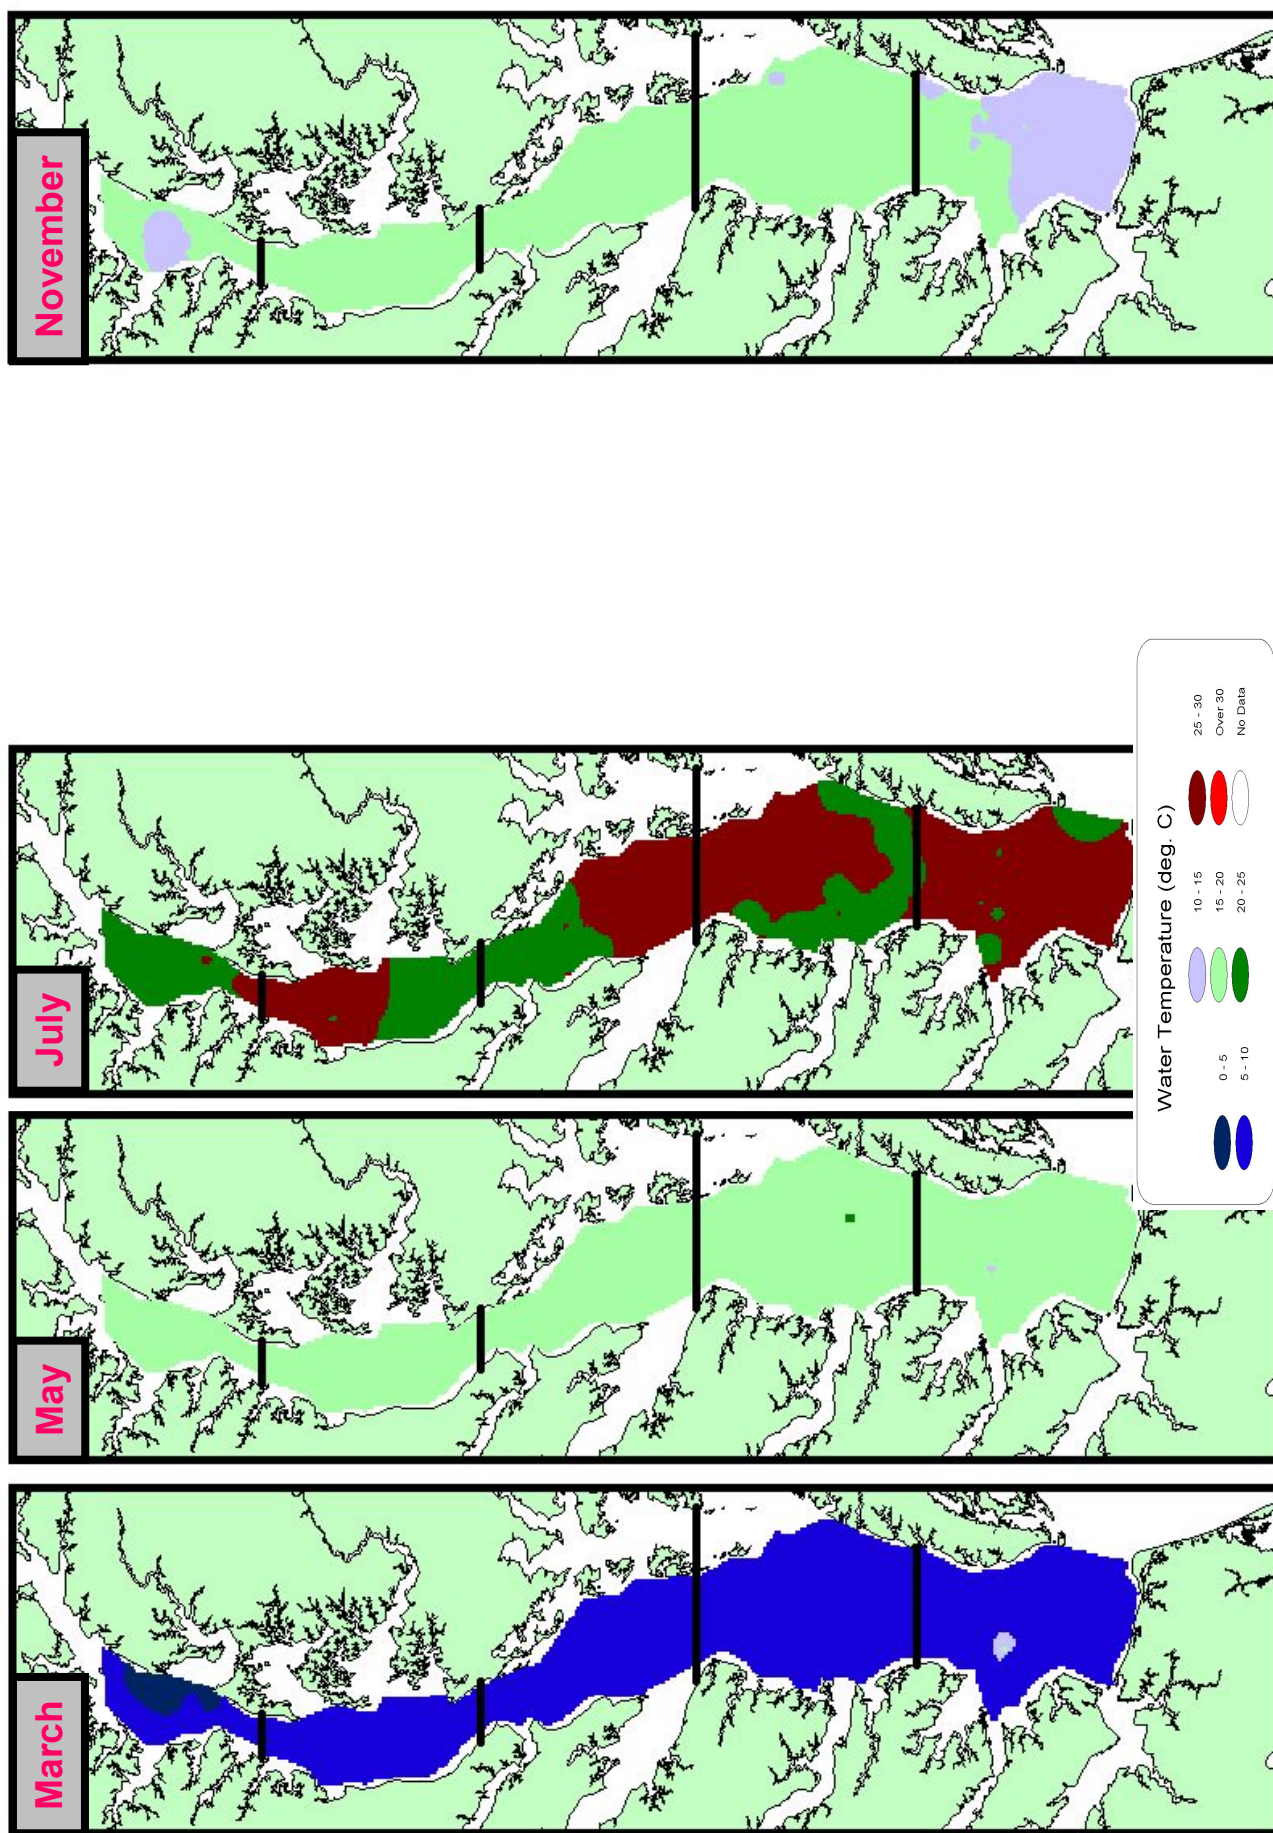 March
May
July
November
Water Temperature (deg. C)
0 - 5
5 - 10
10 - 15
15 - 20
20 - 25
25 - 30
Over 30
No Data